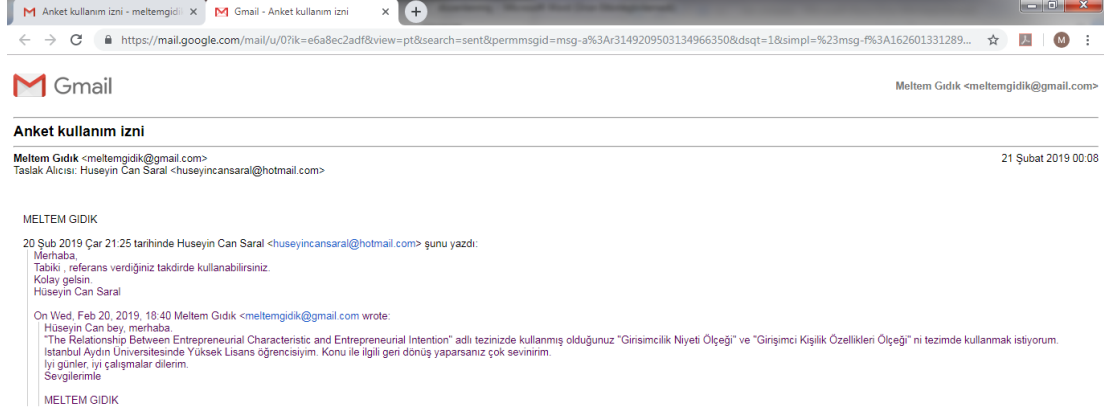 Anket kullanım izni - meltemgidi
Gmail - Anket kullanım izni
https://mail.google.com/mail/u/0?ik=e6a8ec2adf&view=pt&search=sent&permmsgid=msg-a%3Ar3149209503134966350&dsqt=1&simpl=%23msg-f%3A162601331289...
M
Gmail
Meltem Gıdık <meltemgidik@gmail.com>
Anket kullanım izni
Meltem Gıdık <meltemgidik@gmail.com>
21 Şubat 2019 00:08
Taslak Alıcısı: Huseyin Can Saral <huseyincansaral@hotmail.com>
MELTEM GIDIK
20 Şub 2019 Çar 21:25 tarihinde Huseyin Can Saral <huseyincansaral@hotmail.com> şunu yazdı:
Merhaba,
Tabiki , referans verdiğiniz takdirde kullanabilirsiniz.
Kolay gelsin.
Hüseyin Can Saral
On Wed, Feb 20, 2019, 18:40 Meltem Gıdık <meltemgidik@gmail.com wrote:
Hüseyin Can bey, merhaba.
"The Relationship Between Entrepreneurial Characteristic and Entrepreneurial Intention" adlı tezinizde kullanmış olduğunuz "Girisimcilik Niyeti Ölçeği" ve "Girişimci Kişilik Özellikleri Ölçeği" ni tezimde kullanmak istiyorum.
Istanbul Aydın Üniversitesinde Yüksek Lisans öğrencisiyim. Konu ile ilgili geri dönüş yaparsanız çok sevinirim.
Iyi günler, iyi çalışmalar dilerim.
Sevgilerimle
MELTEM GIDIK